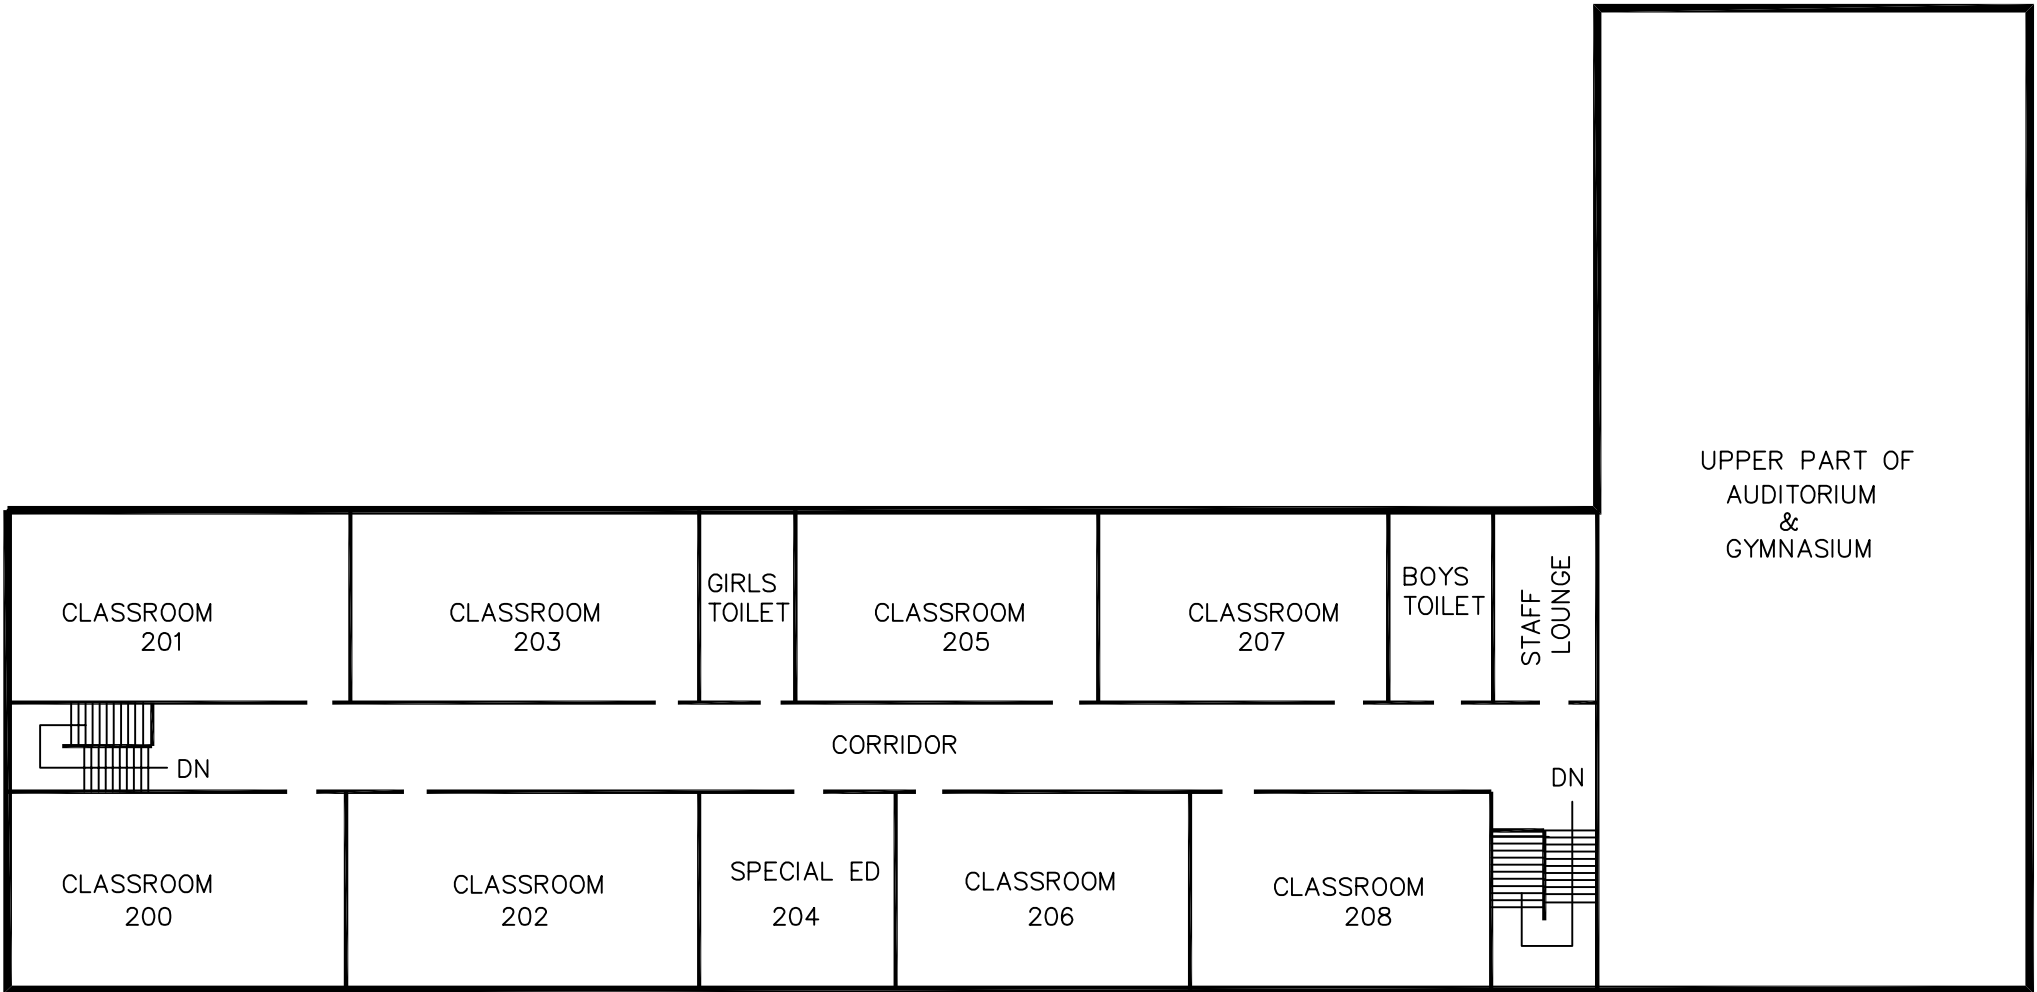 UPPER PART OF
AUDITORIUM
&
GYMNASIUM
CLASSROOM
201
CLASSROOM
203
GIRLS
TOILET
CLASSROOM
205
CLASSROOM
207
BOYS
TOILET
STAFF
LOUNGE
CORRIDOR
DN
DN
CLASSROOM
200
CLASSROOM
202
SPECIAL ED
204
CLASSROOM
206
CLASSROOM
208